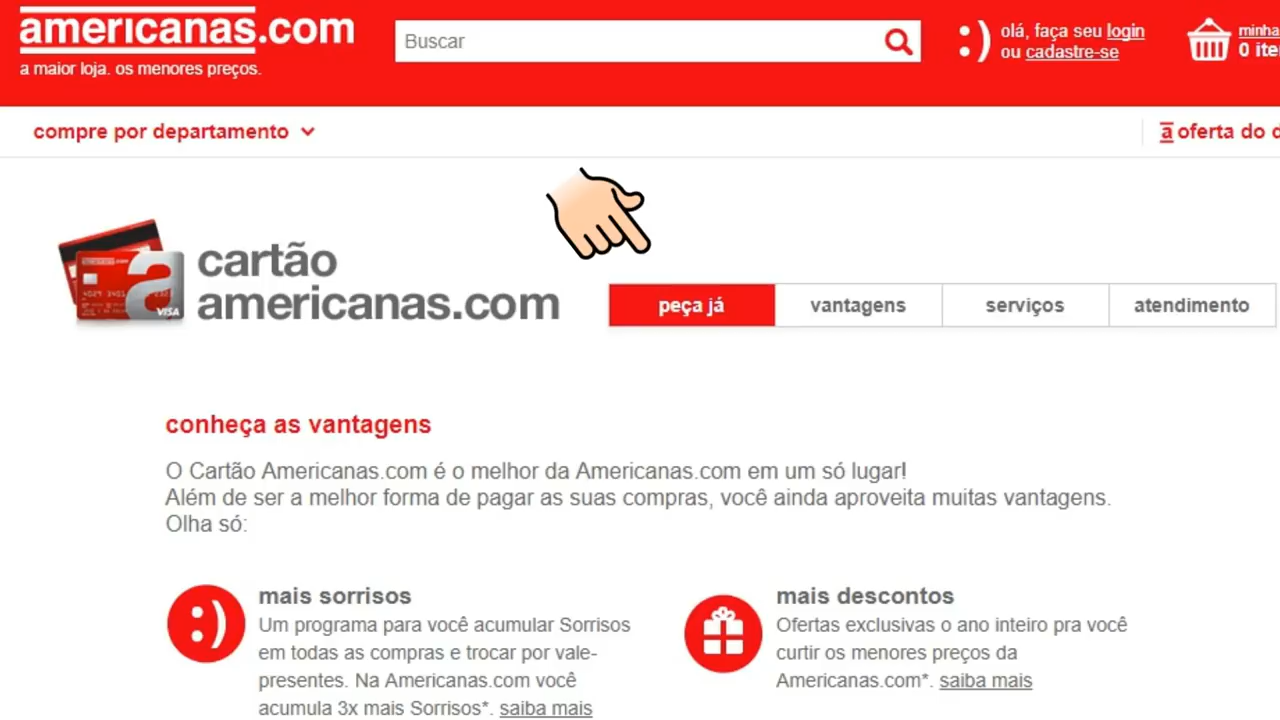 americanas.com
a maior loja. os menores preços.
Buscar
olá, faça seu login
ou cadastre-se
minha
0 ite
compre por departamento
a oferta do d
cartão
americanas.com
peça já
vantagens
serviços
atendimento
conheça as vantagens
O Cartão Americanas.com é o melhor da Americanas.com em um só lugar!
Além de ser a melhor forma de pagar as suas compras, você ainda aproveita muitas vantagens.
Olha só:
:)
mais sorrisos
Um programa para você acumular Sorrisos
em todas as compras e trocar por vale-
presentes. Na Americanas.com você
acumula 3x mais Sorrisos*. saiba mais
mais descontos
Ofertas exclusivas o ano inteiro pra você
curtir os menores preços da
Americanas.com*. saiba mais
a
VISA